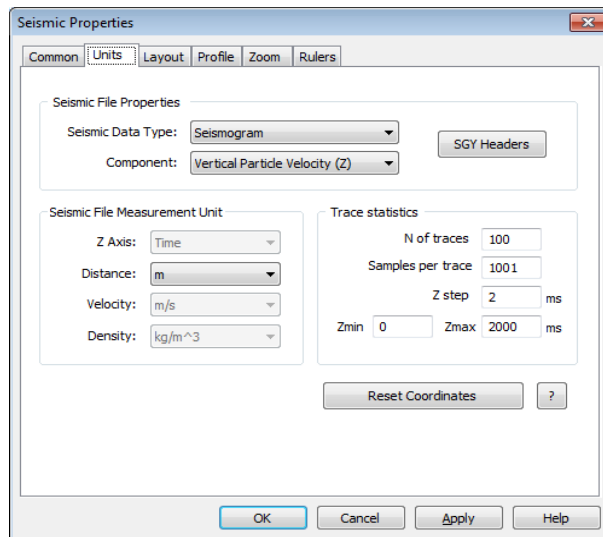 Seismic Properties
Common Units Layout Profile Zoom Rulers
Seismic File Properties
Seismic Data Type: Seismogram
SGY Headers
Component: Vertical Particle Velocity (Z)
Seismic File Measurement Unit
Z Axis: Time
Distance: m
Velocity: m/s
Density: kg/m^3
Trace statistics
N of traces 100
Samples per trace 1001
Z step 2 ms
Zmin 0 Zmax 2000 ms
Reset Coordinates ?
OK Cancel Apply Help